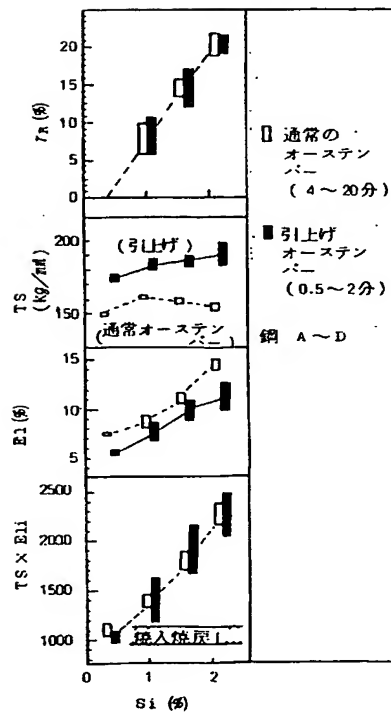 20
15
10
5
0
γR (%)
通常の
オーステン
パー
(4〜20分)
200
150
TS
(kg/mm²)
(引上げ)
(通常オーステン
パー)
引上げ
オーステン
パー
(0.5〜2分)
鋼 A〜D
15
10
5
El (%)
2500
2000
1500
1000
TS × Eli
焼入焼戻し
0 1 2
Si (%)